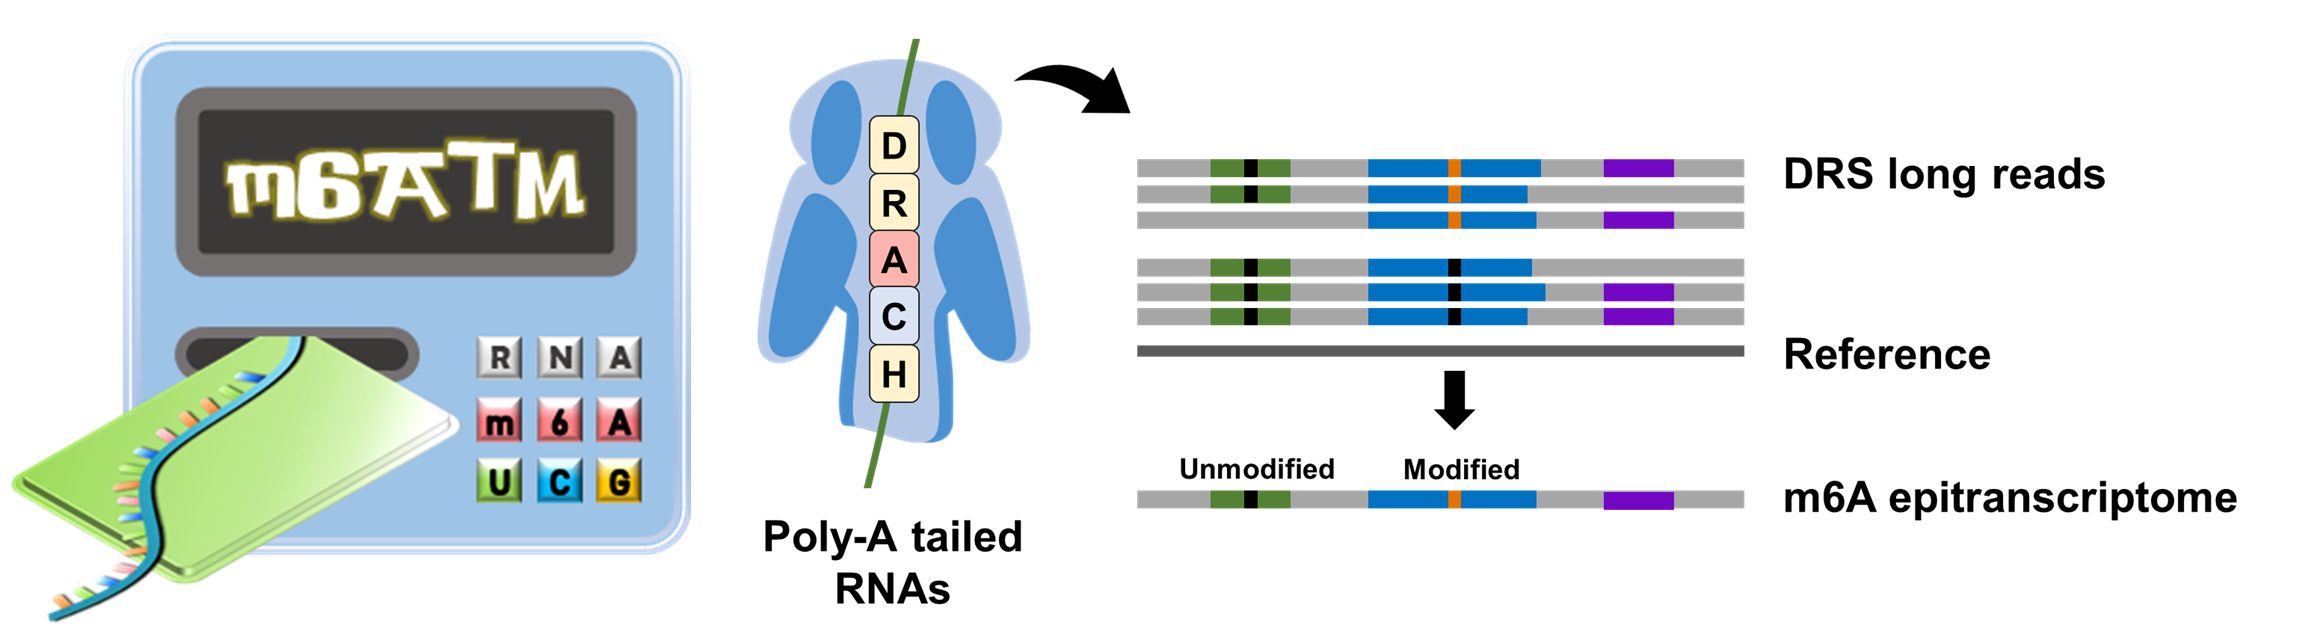 m6ATM
R N A
m 6 A
U C G
D
R
A
C
H
Poly-A tailed
RNAs
DRS long reads
Reference
Unmodified
Modified
m6A epitranscriptome